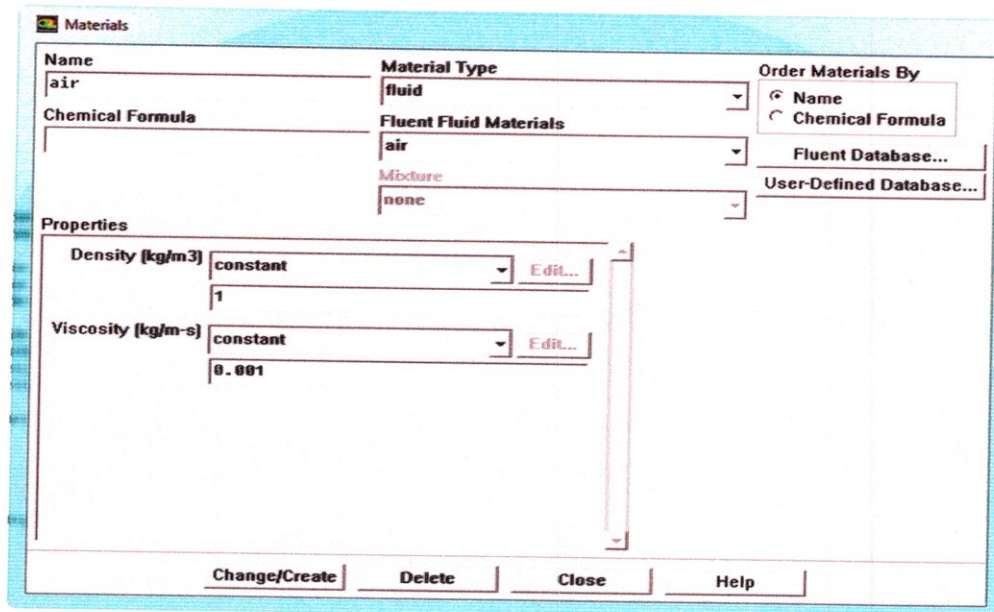 Materials
Name
air
Chemical Formula
Material Type
fluid
Fluent Fluid Materials
air
Mixture
none
Order Materials By
Name
Chemical Formula
Fluent Database...
User-Defined Database...
Properties
Density (kg/m3)
constant
Edit...
1
Viscosity (kg/m-s)
constant
Edit...
0.001
Change/Create
Delete
Close
Help